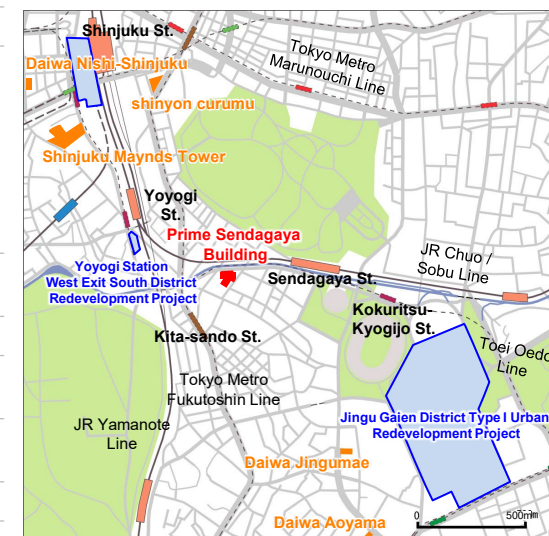 Shinjuku St.
Tokyo Metro
Marunouchi Line
Daiwa Nishi-Shinjuku
shinyon curumu
Shinjuku Maynds Tower
Yoyogi
St.
Prime Sendagaya
Building
JR Chuo /
Sobu Line
Yoyogi Station
West Exit South District
Redevelopment Project
Sendagaya St.
Kokuritsu-
Kyogijo St.
Kita-sando St.
Toei Oedo
Line
Tokyo Metro
Fukutoshin Line
Jingu Gaien District Type I Urban
Redevelopment Project
JR Yamanote
Line
Daiwa Jingumae
Daiwa Aoyama
0
500m